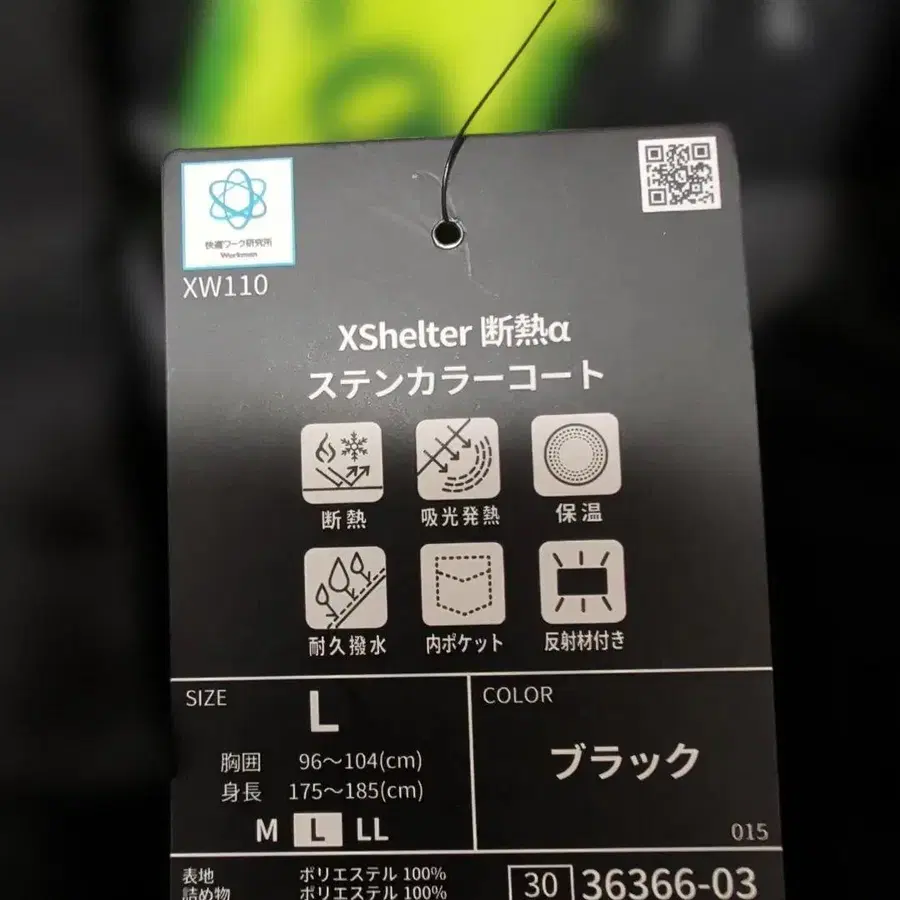 快適ワーク研究所
Workman
XW110
XShelter 断熱α
ステンカラーコート
断熱
吸光発熱
保温
耐久撥水
内ポケット
反射材付き
SIZE
L
胸囲 96〜104(cm)
身長 175〜185(cm)
M L LL
COLOR
ブラック
015
表地 ポリエステル 100%
詰め物 ポリエステル 100%
30 36366-03